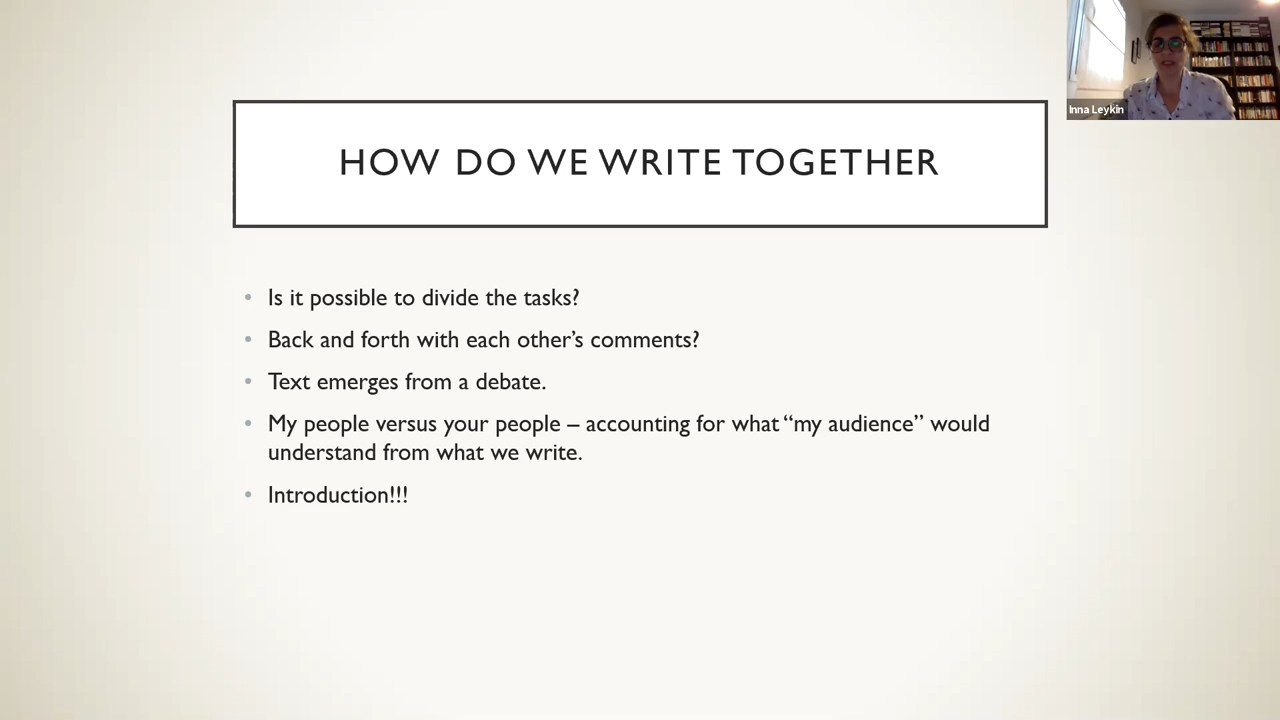 Inna Leykin
HOW DO WE WRITE TOGETHER
• Is it possible to divide the tasks?
• Back and forth with each other’s comments?
• Text emerges from a debate.
• My people versus your people – accounting for what “my audience” would
understand from what we write.
• Introduction!!!